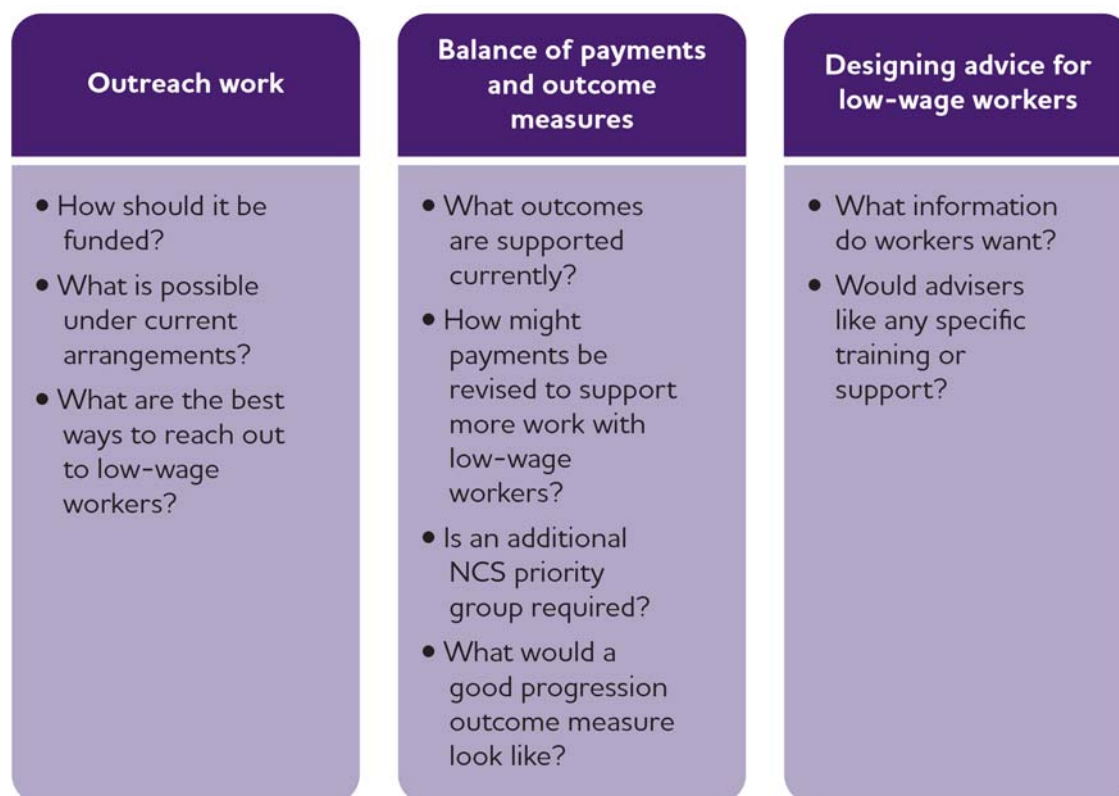 Outreach work
• How should it be
funded?
• What is possible
under current
arrangements?
• What are the best
ways to reach out
to low-wage
workers?
Balance of payments
and outcome
measures
• What outcomes
are supported
currently?
• How might
payments be
revised to support
more work with
low-wage
workers?
• Is an additional
NCS priority
group required?
• What would a
good progression
outcome measure
look like?
Designing advice for
low-wage workers
• What information
do workers want?
• Would advisers
like any specific
training or
support?